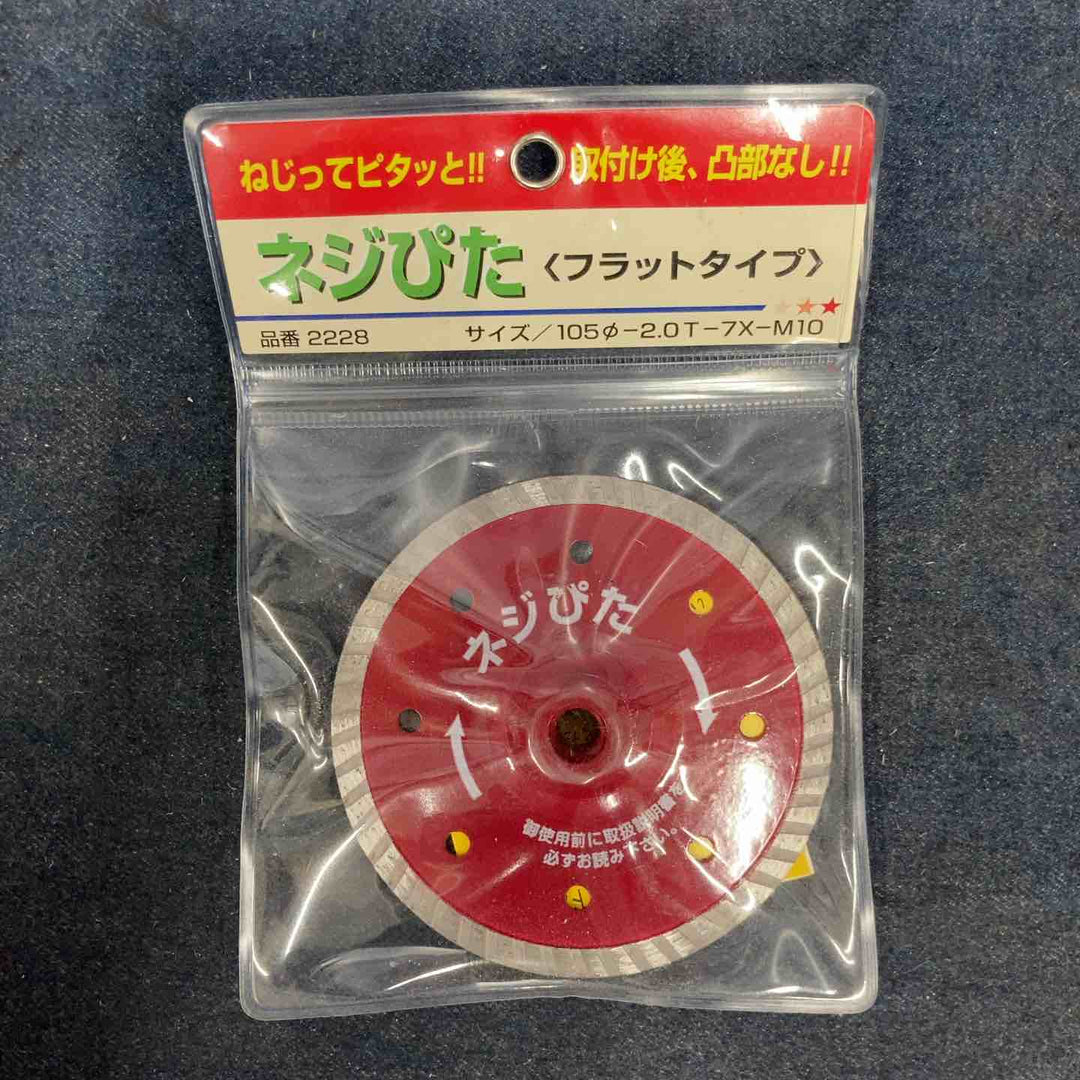 ねじってピタッと!! 取付け後、凸部なし!!
ネジぴた 〈フラットタイプ〉
品番 2228 サイズ/105φ-2.0T-7X-M10
ネジぴた
御使用前に取扱説明書を
必ずお読み下さい。